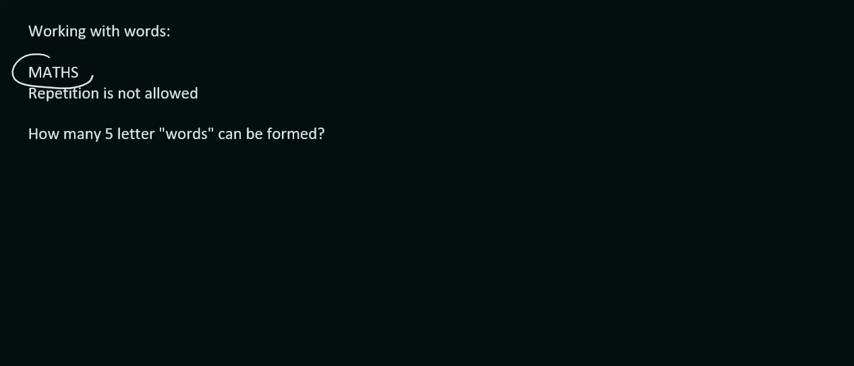 Working with words:
MATHS
Repetition is not allowed
How many 5 letter "words" can be formed?